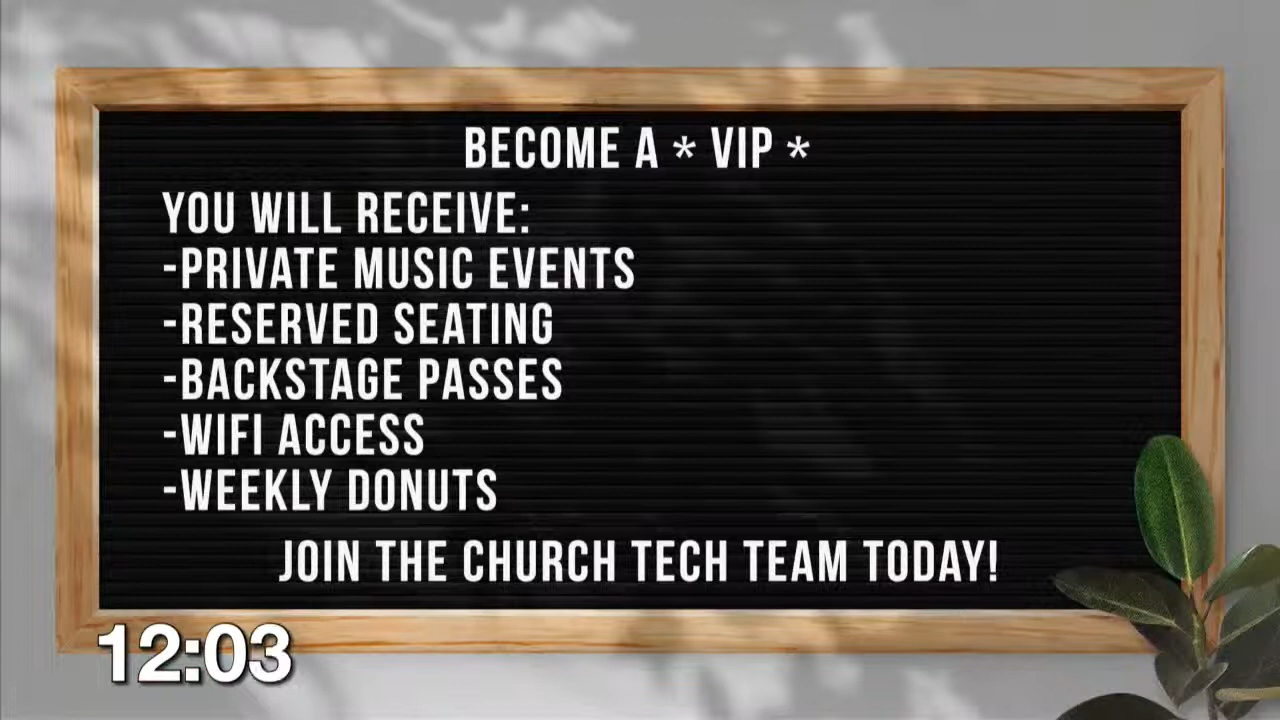 BECOME A * VIP *
YOU WILL RECEIVE:
-PRIVATE MUSIC EVENTS
-RESERVED SEATING
-BACKSTAGE PASSES
-WIFI ACCESS
-WEEKLY DONUTS
JOIN THE CHURCH TECH TEAM TODAY!
12:03